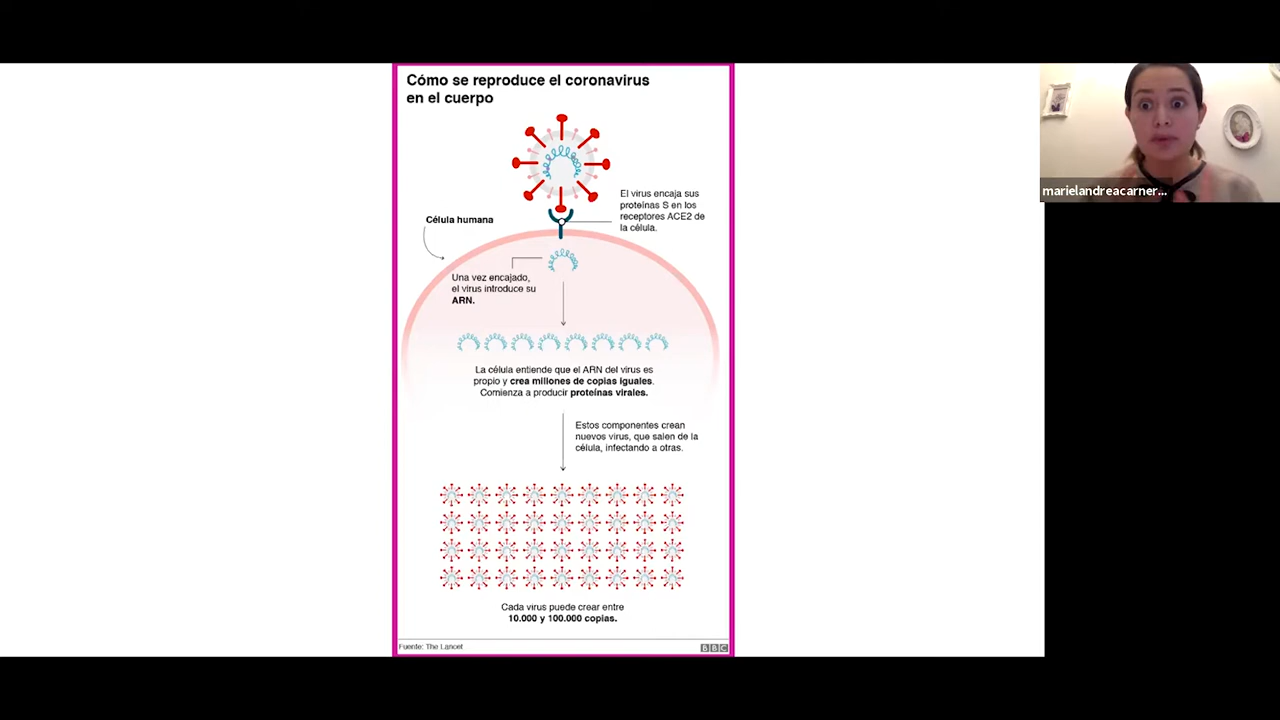 Cómo se reproduce el coronavirus
en el cuerpo
El virus encaja sus
proteínas S en los
receptores ACE2 de
la célula.
Célula humana
Una vez encajado,
el virus introduce su
ARN.
La célula entiende que el ARN del virus es
propio y crea millones de copias iguales.
Comienza a producir proteínas virales.
Estos componentes crean
nuevos virus, que salen de la
célula, infectando a otras.
Cada virus puede crear entre
10.000 y 100.000 copias.
Fuente: The Lancet
BBC
marielandreacarner...